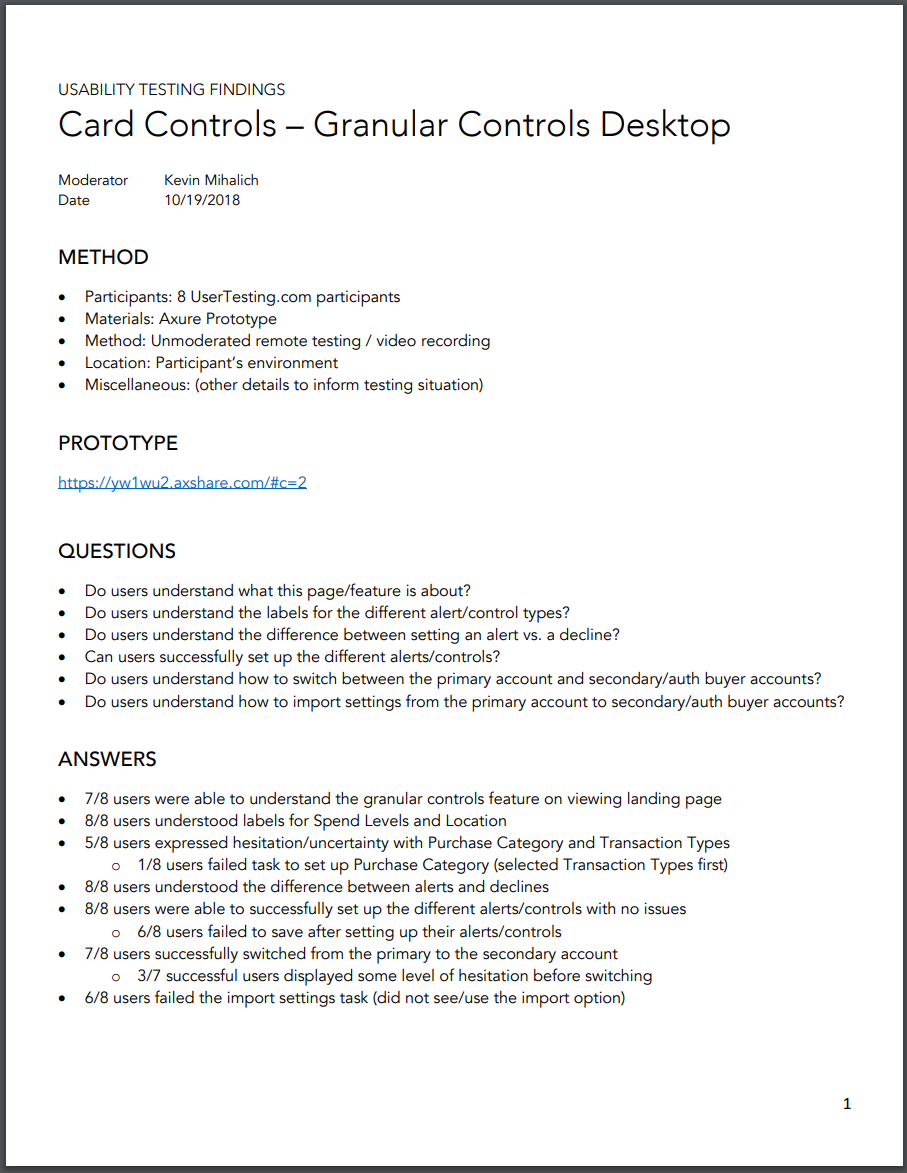 USABILITY TESTING FINDINGS
Card Controls – Granular Controls Desktop
Moderator Kevin Mihalich
Date 10/19/2018
METHOD
• Participants: 8 UserTesting.com participants
• Materials: Axure Prototype
• Method: Unmoderated remote testing / video recording
• Location: Participant’s environment
• Miscellaneous: (other details to inform testing situation)
PROTOTYPE
https://yw1wu2.axshare.com/#c=2
QUESTIONS
• Do users understand what this page/feature is about?
• Do users understand the labels for the different alert/control types?
• Do users understand the difference between setting an alert vs. a decline?
• Can users successfully set up the different alerts/controls?
• Do users understand how to switch between the primary account and secondary/auth buyer accounts?
• Do users understand how to import settings from the primary account to secondary/auth buyer accounts?
ANSWERS
• 7/8 users were able to understand the granular controls feature on viewing landing page
• 8/8 users understood labels for Spend Levels and Location
• 5/8 users expressed hesitation/uncertainty with Purchase Category and Transaction Types
o 1/8 users failed task to set up Purchase Category (selected Transaction Types first)
• 8/8 users understood the difference between alerts and declines
• 8/8 users were able to successfully set up the different alerts/controls with no issues
o 6/8 users failed to save after setting up their alerts/controls
• 7/8 users successfully switched from the primary to the secondary account
o 3/7 successful users displayed some level of hesitation before switching
• 6/8 users failed the import settings task (did not see/use the import option)
1